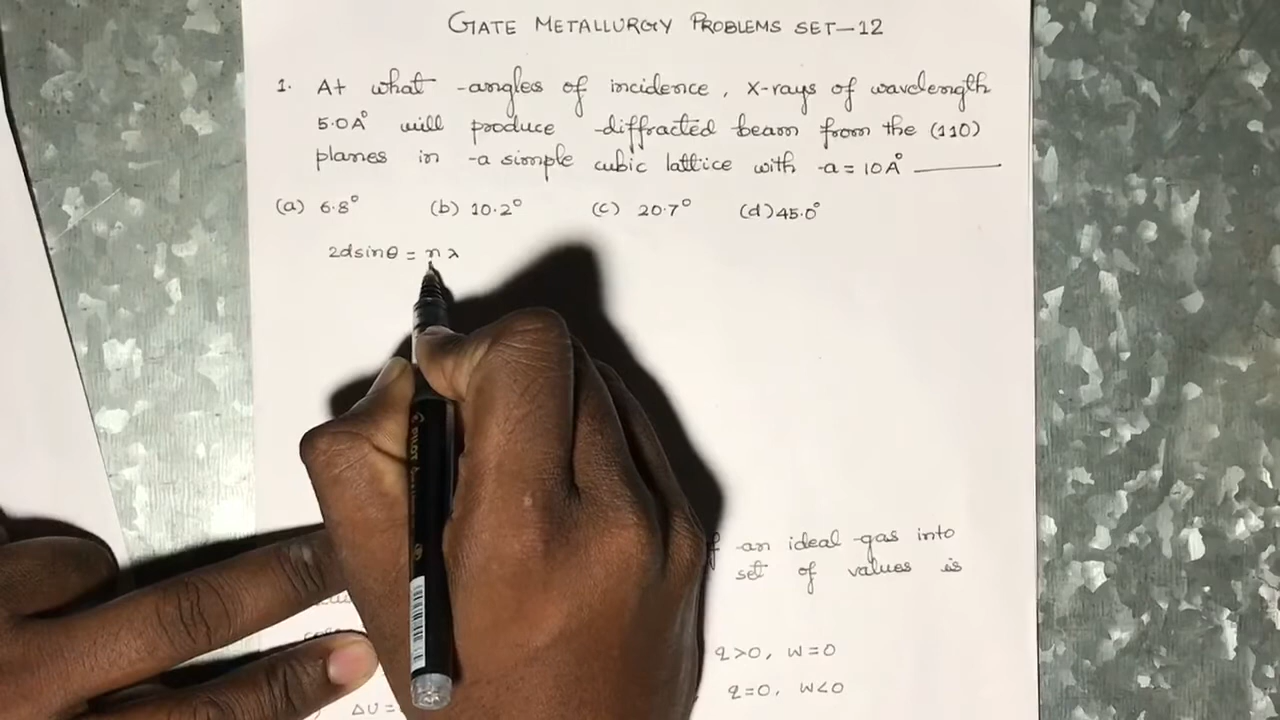 GATE METALLURGY PROBLEMS SET-12
1. At what angles of incidence, X-rays of wavelength
5.0A° will produce diffracted beam from the (110)
planes in a simple cubic lattice with a = 10A° ______
(a) 6.8° (b) 10.2° (c) 20.7° (d) 45.0°
2dsinθ = nλ
an ideal gas into
set of values is
q>0, w=0
q=0, w<0
ΔU =
PILOT